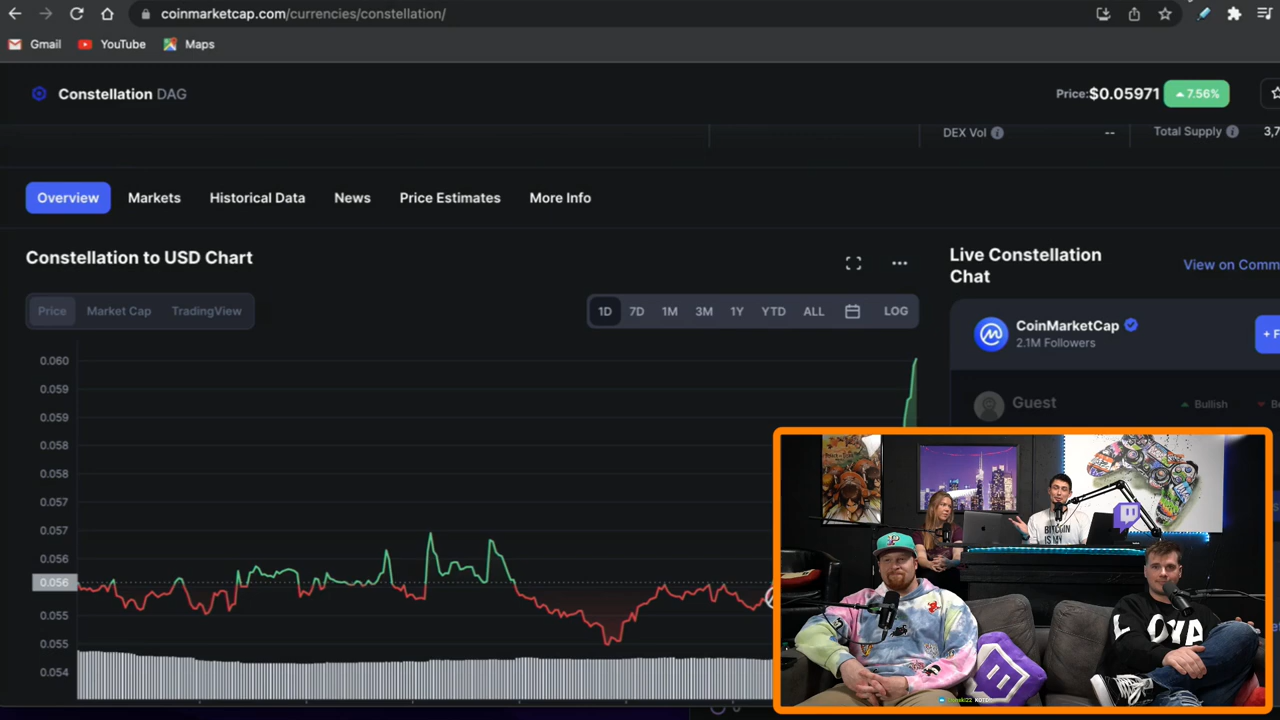 coinmarketcap.com/currencies/constellation/
Gmail YouTube Maps
Constellation DAG
Price: $0.05971 7.56%
DEX Vol -- Total Supply 3,7
Overview Markets Historical Data News Price Estimates More Info
Constellation to USD Chart
Price Market Cap TradingView
1D 7D 1M 3M 1Y YTD ALL LOG
0.060
0.059
0.059
0.058
0.058
0.057
0.057
0.056
0.056
0.055
0.055
0.054
Live Constellation
Chat
View on Comm
CoinMarketCap
2.1M Followers
+ F
Guest
Bullish
BITCOIN
IS MY
LOYA